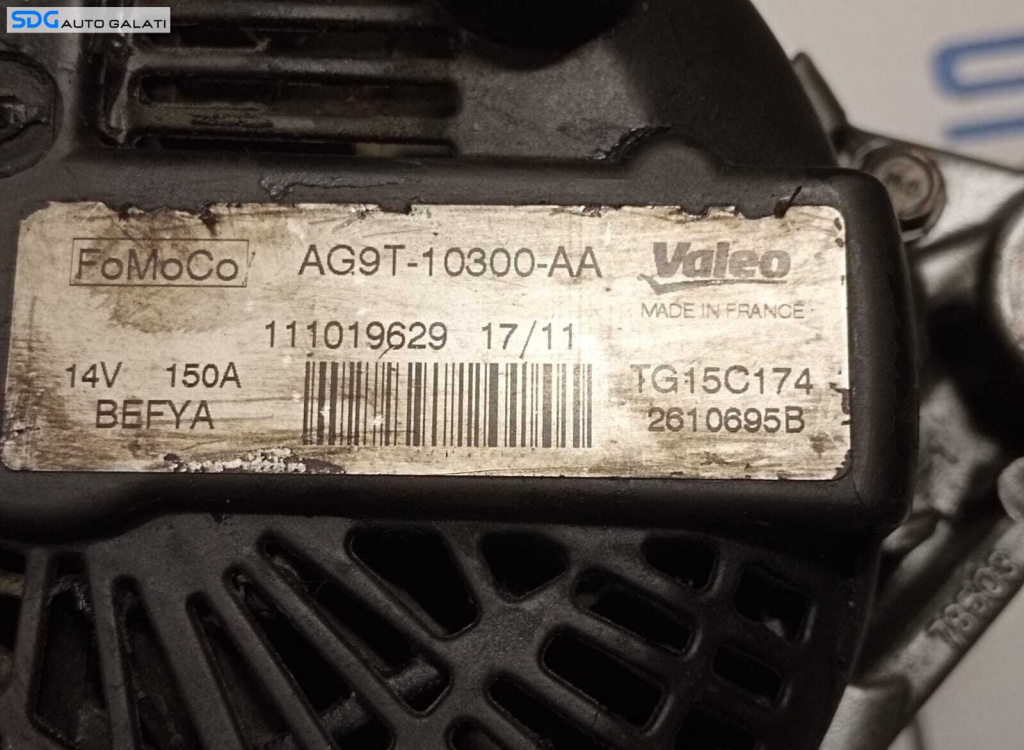 SDG AUTO GALATI
FoMoCo AG9T-10300-AA Valeo
MADE IN FRANCE
111019629 17/11
14V 150A TG15C174
BEFYA 2610695B
78503